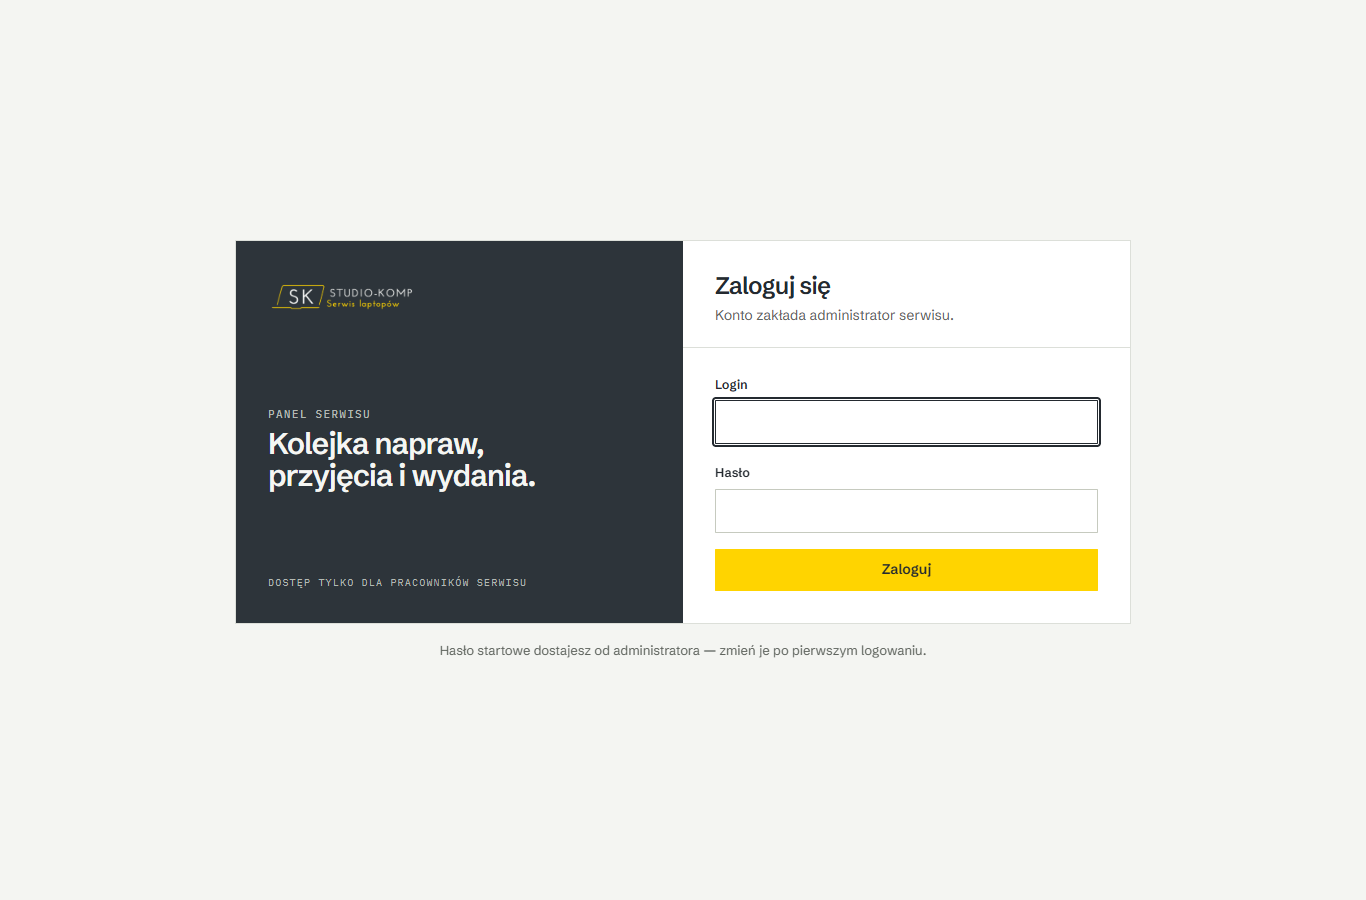 SK STUDIO-KOMP
Serwis laptopów
PANEL SERWISU
Kolejka napraw,
przyjęcia i wydania.
DOSTĘP TYLKO DLA PRACOWNIKÓW SERWISU
Zaloguj się
Konto zakłada administrator serwisu.
Login
Hasło
Zaloguj
Hasło startowe dostajesz od administratora — zmień je po pierwszym logowaniu.